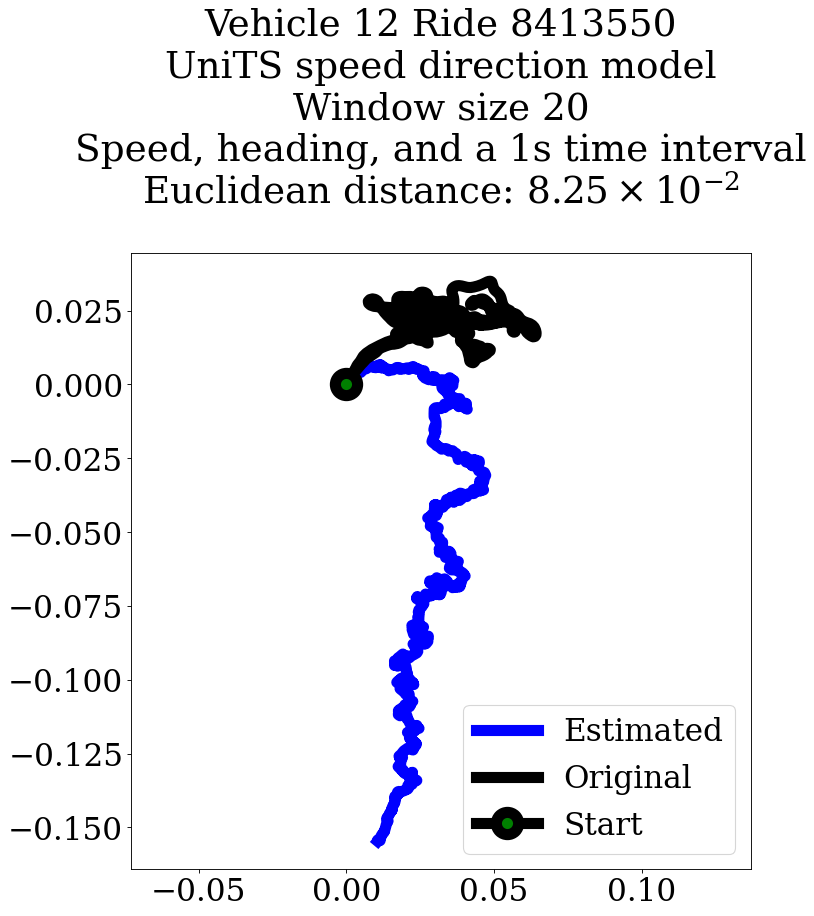 Vehicle 12 Ride 8413550
UniTS speed direction model
Window size 20
Speed, heading, and a 1s time interval
Euclidean distance: 8.25 × 10⁻²
0.025
0.000
−0.025
−0.050
−0.075
−0.100
−0.125
−0.150
−0.05 0.00 0.05 0.10
Estimated
Original
Start